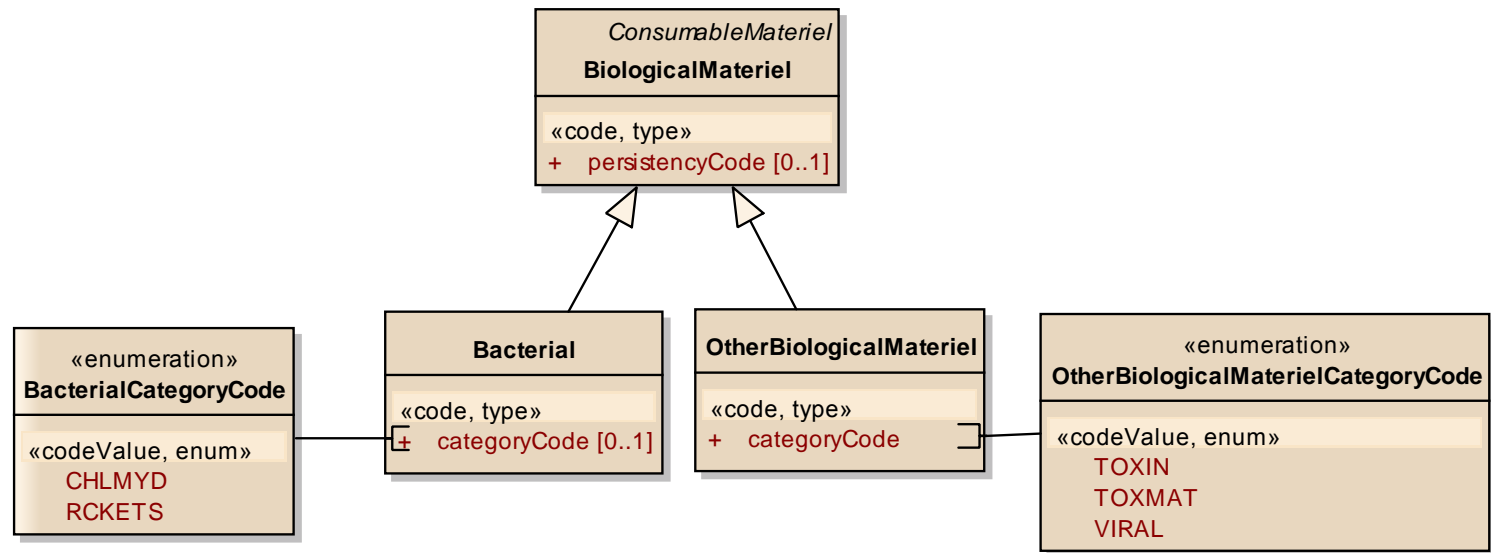 ConsumableMateriel
BiologicalMateriel
«code, type»
+ persistencyCode [0..1]
«enumeration»
BacterialCategoryCode
«codeValue, enum»
CHLMYD
RCKETS
Bacterial
«code, type»
+ categoryCode [0..1]
OtherBiologicalMateriel
«code, type»
+ categoryCode
«enumeration»
OtherBiologicalMaterielCategoryCode
«codeValue, enum»
TOXIN
TOXMAT
VIRAL